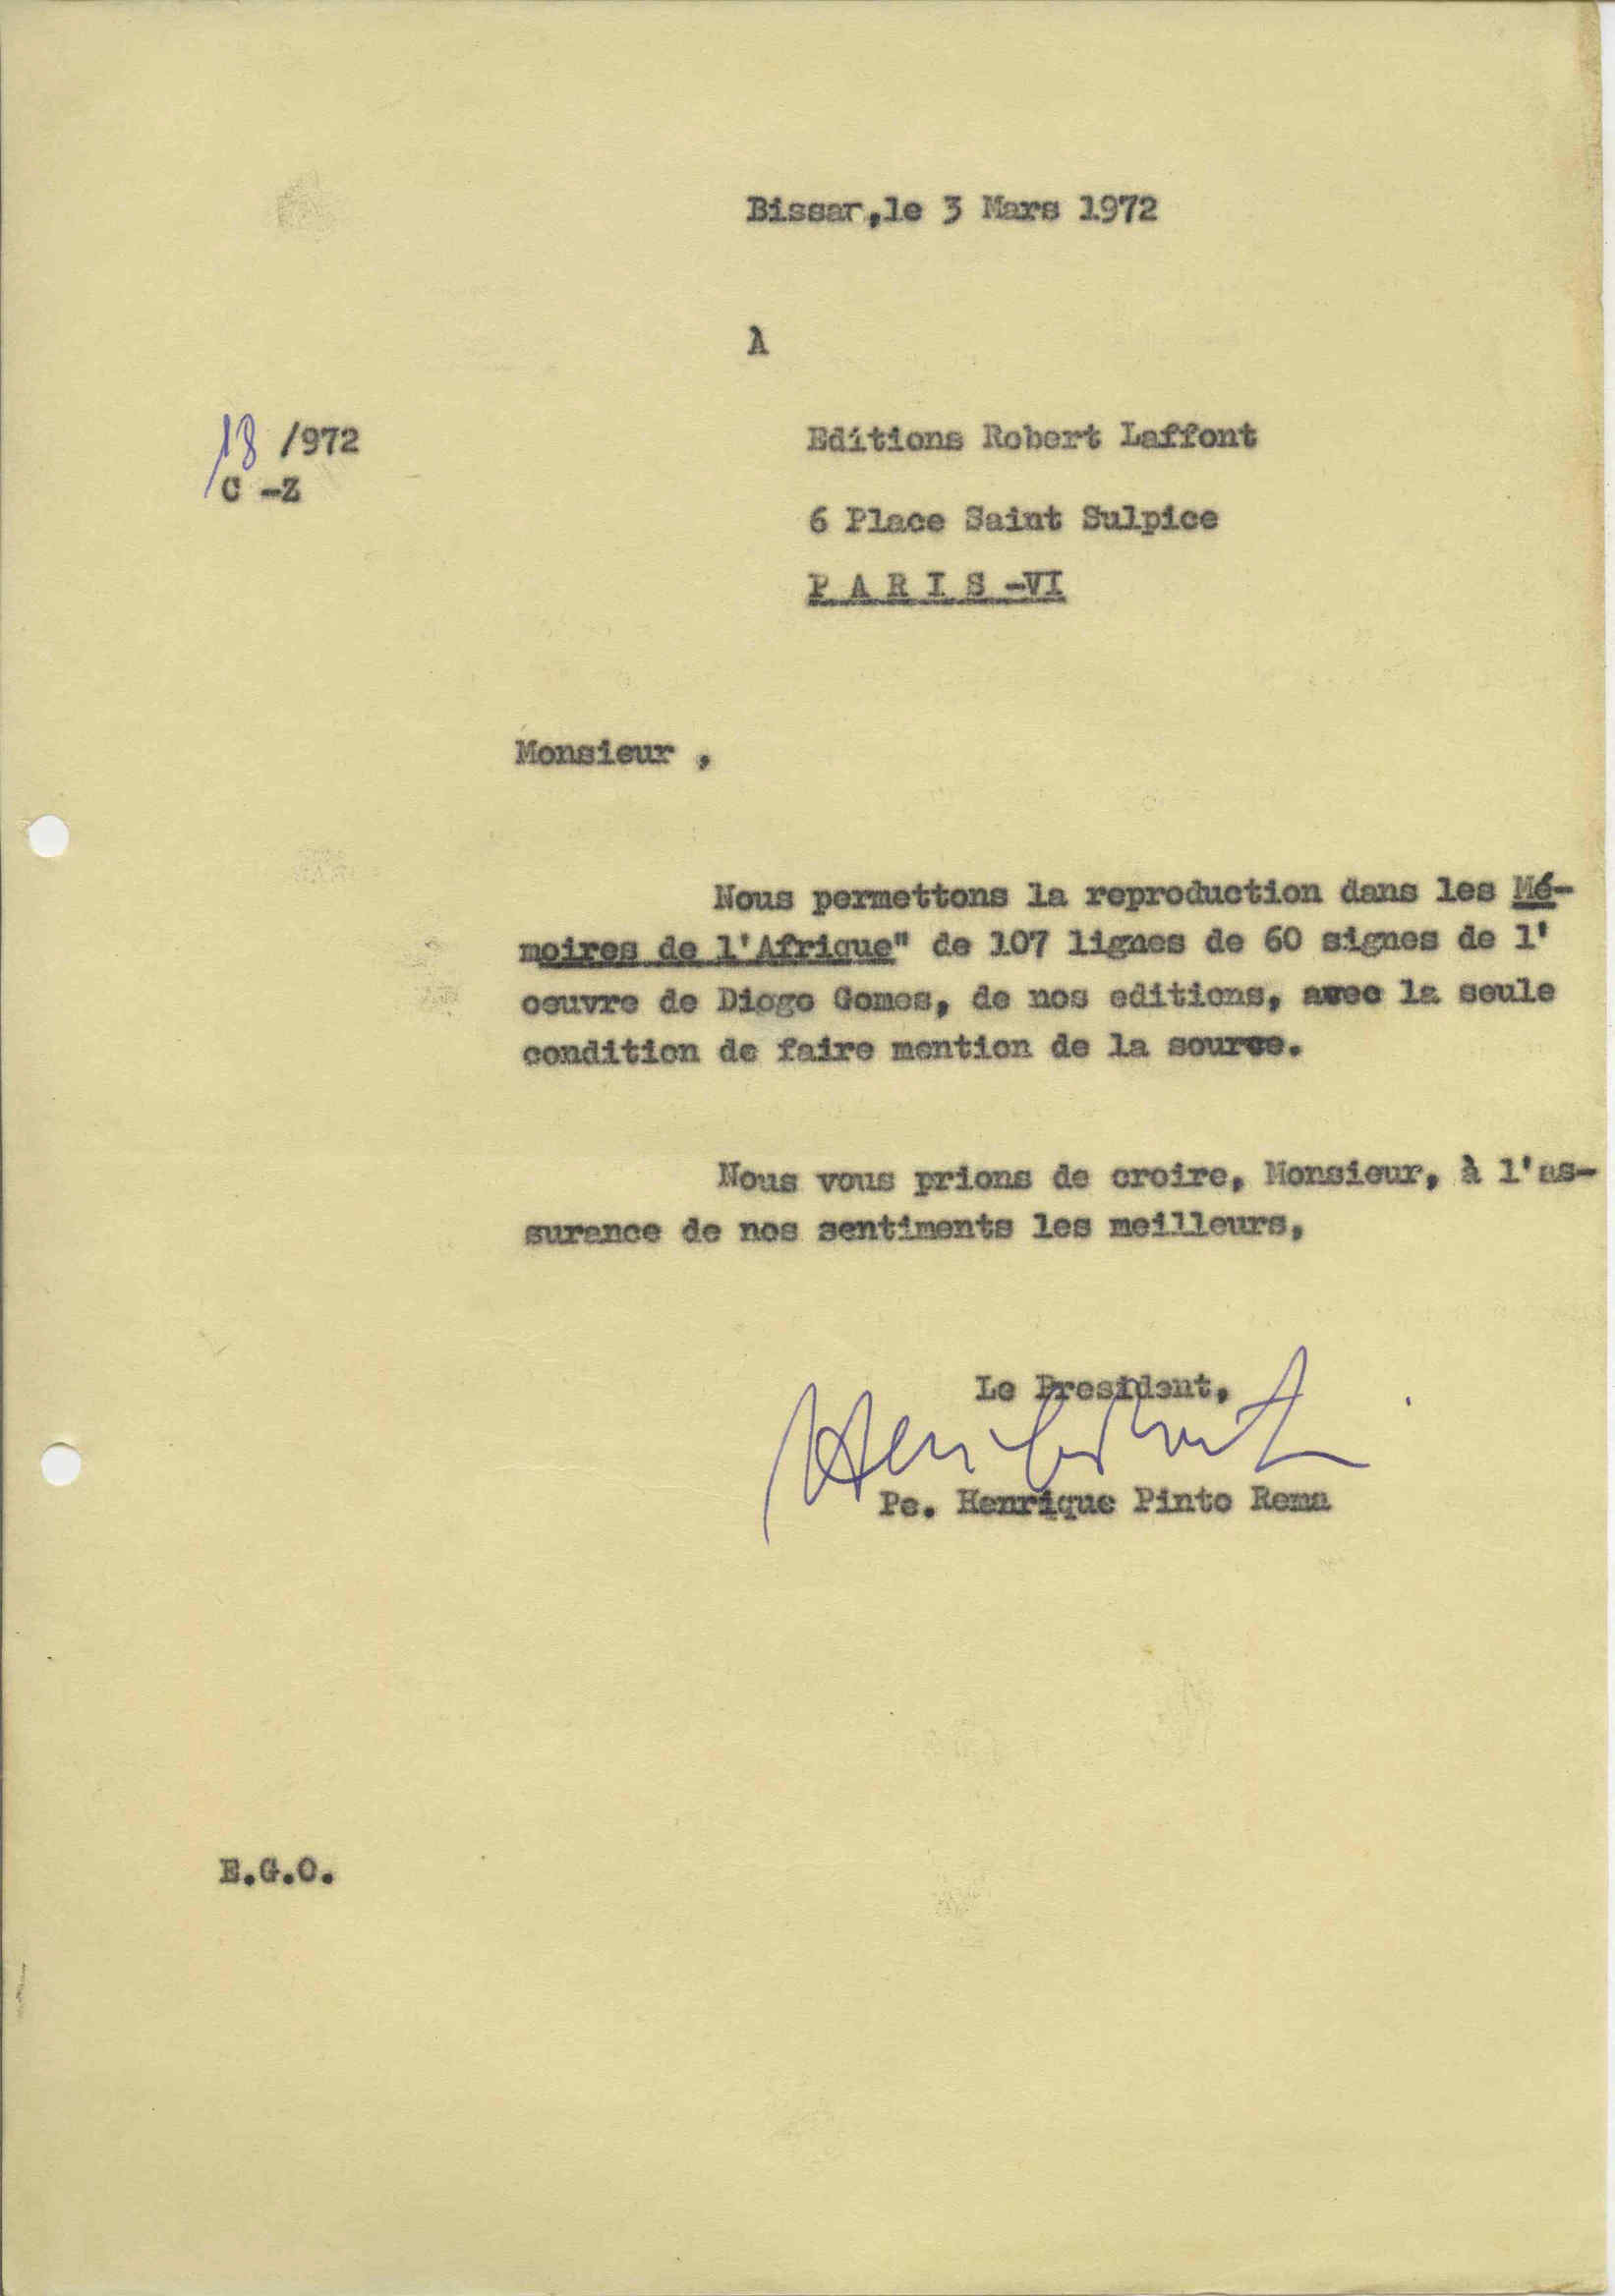 Bissar,le 3 Mars 1972
À
18 /972
C -Z
Editions Robert Laffont
6 Place Saint Sulpice
P A R I S -VI
Monsieur ,
Nous permettons la reproduction dans les Mé-
moires de l'Afrique" de 107 lignes de 60 signes de l'
oeuvre de Diogo Gomes, de nos editions, avec la seule
condition de faire mention de la source.
Nous vous prions de croire, Monsieur, à l'as-
surance de nos sentiments les meilleurs,
Le President,
Pe. Henrique Pinto Rema
E.G.O.